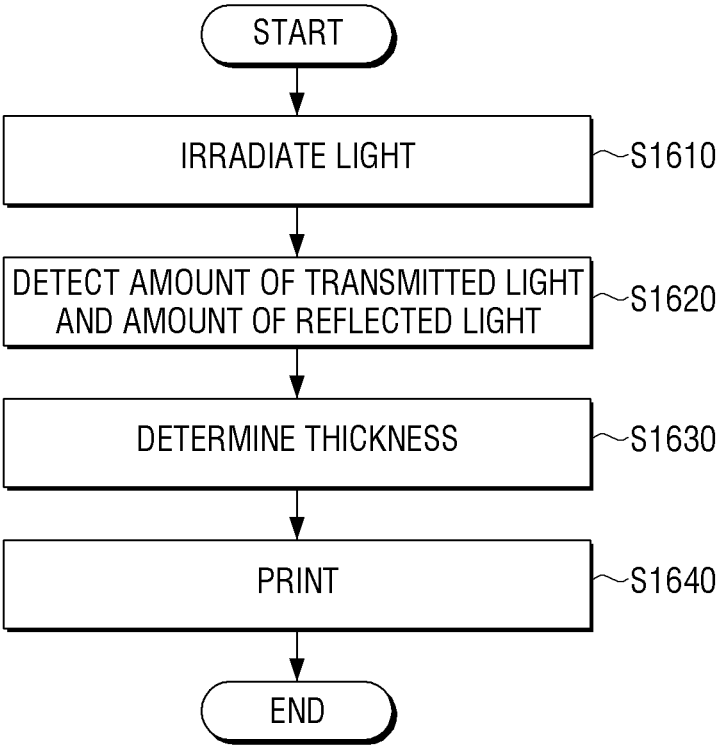 START
IRRADIATE LIGHT
S1610
DETECT AMOUNT OF TRANSMITTED LIGHT
AND AMOUNT OF REFLECTED LIGHT
S1620
DETERMINE THICKNESS
S1630
PRINT
S1640
END